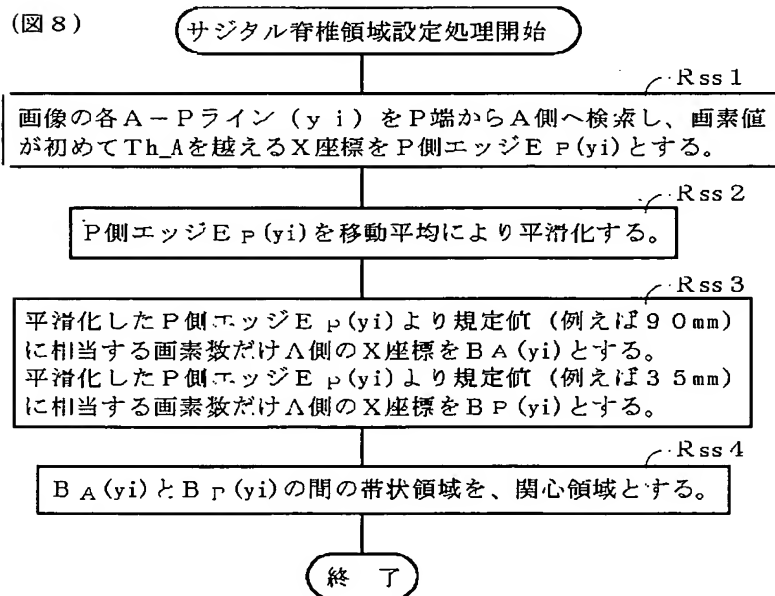 (図8)
サジタル脊椎領域設定処理開始
Rss1
画像の各A-Pライン(yi)をP端からA側へ検索し、画素値
が初めてTh_Aを越えるX座標をP側エッジEP(yi)とする。
Rss2
P側エッジEP(yi)を移動平均により平滑化する。
Rss3
平滑化したP側エッジEP(yi)より規定値(例えば90mm)
に相当する画素数だけA側のX座標をBA(yi)とする。
平滑化したP側エッジEP(yi)より規定値(例えば35mm)
に相当する画素数だけA側のX座標をBP(yi)とする。
Rss4
BA(yi)とBP(yi)の間の帯状領域を、関心領域とする。
終 了